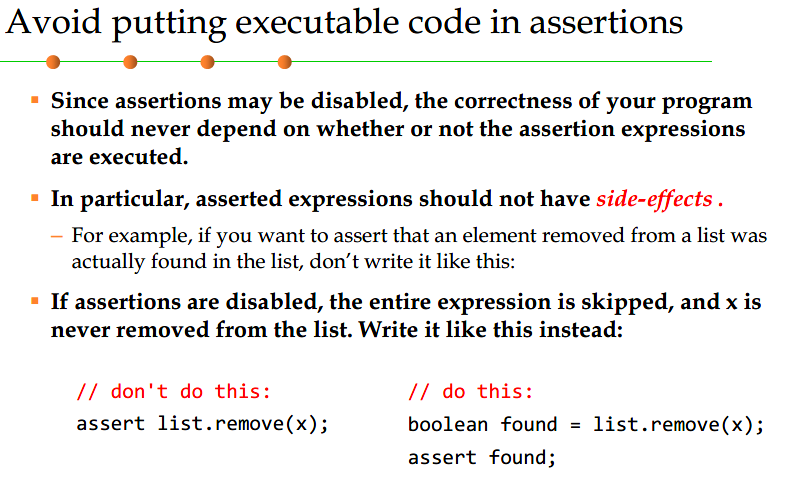 Avoid putting executable code in assertions
Since assertions may be disabled, the correctness of your program
should never depend on whether or not the assertion expressions
are executed.
In particular, asserted expressions should not have side-effects .
– For example, if you want to assert that an element removed from a list was
actually found in the list, don’t write it like this:
If assertions are disabled, the entire expression is skipped, and x is
never removed from the list. Write it like this instead:
// don't do this:
assert list.remove(x);
// do this:
boolean found = list.remove(x);
assert found;